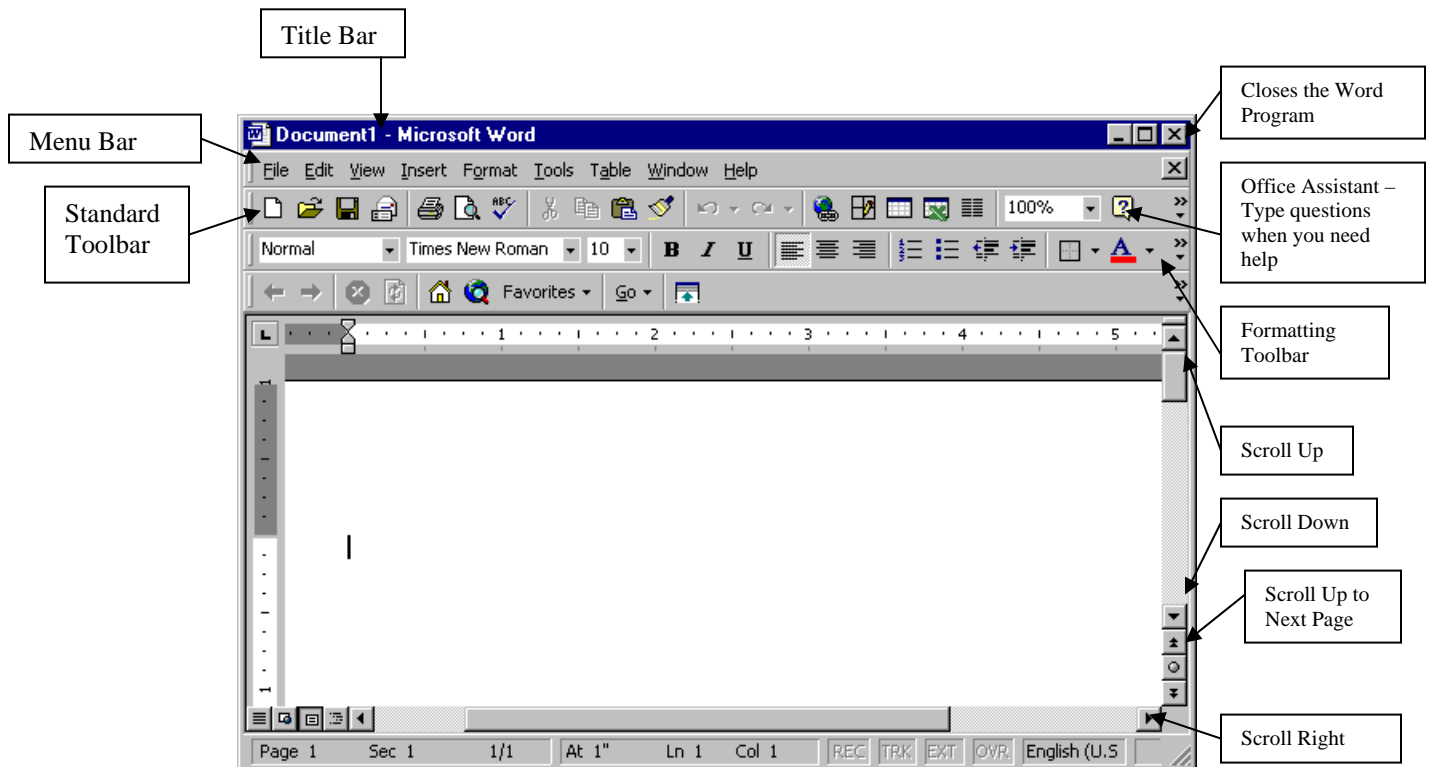 Title Bar
Closes the Word
Program
Menu Bar
Document1 - Microsoft Word
File Edit View Insert Format Tools Table Window Help
Standard
Toolbar
ABC
100%
Office Assistant –
Type questions
when you need
help
Normal Times New Roman 10 B I U A
Favorites Go
L 1 2 3 4 5
Formatting
Toolbar
1
Scroll Up
Scroll Down
Scroll Up to
Next Page
1
Scroll Right
Page 1 Sec 1 1/1 At 1" Ln 1 Col 1 REC TRK EXT OVR English (U.S